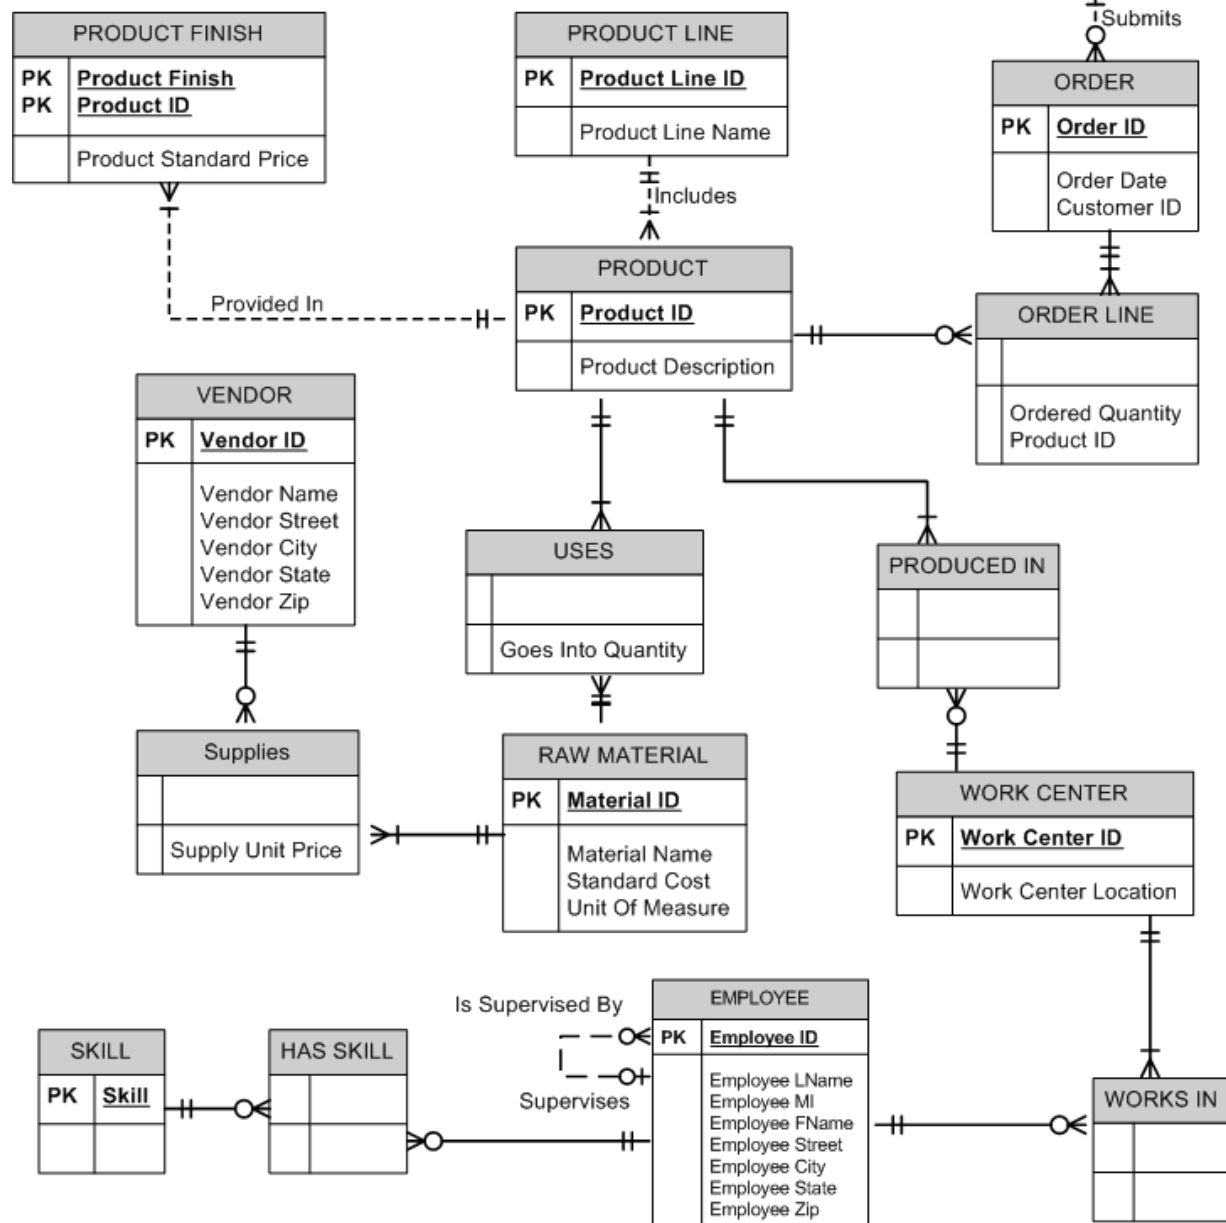 Submits
PRODUCT FINISH
PK Product Finish
PK Product ID
Product Standard Price
PRODUCT LINE
PK Product Line ID
Product Line Name
ORDER
PK Order ID
Order Date
Customer ID
Includes
PRODUCT
PK Product ID
Product Description
Provided In
ORDER LINE
Ordered Quantity
Product ID
VENDOR
PK Vendor ID
Vendor Name
Vendor Street
Vendor City
Vendor State
Vendor Zip
USES
Goes Into Quantity
PRODUCED IN
Supplies
Supply Unit Price
RAW MATERIAL
PK Material ID
Material Name
Standard Cost
Unit Of Measure
WORK CENTER
PK Work Center ID
Work Center Location
Is Supervised By
Supervises
EMPLOYEE
PK Employee ID
Employee LName
Employee MI
Employee FName
Employee Street
Employee City
Employee State
Employee Zip
SKILL
PK Skill
HAS SKILL
WORKS IN